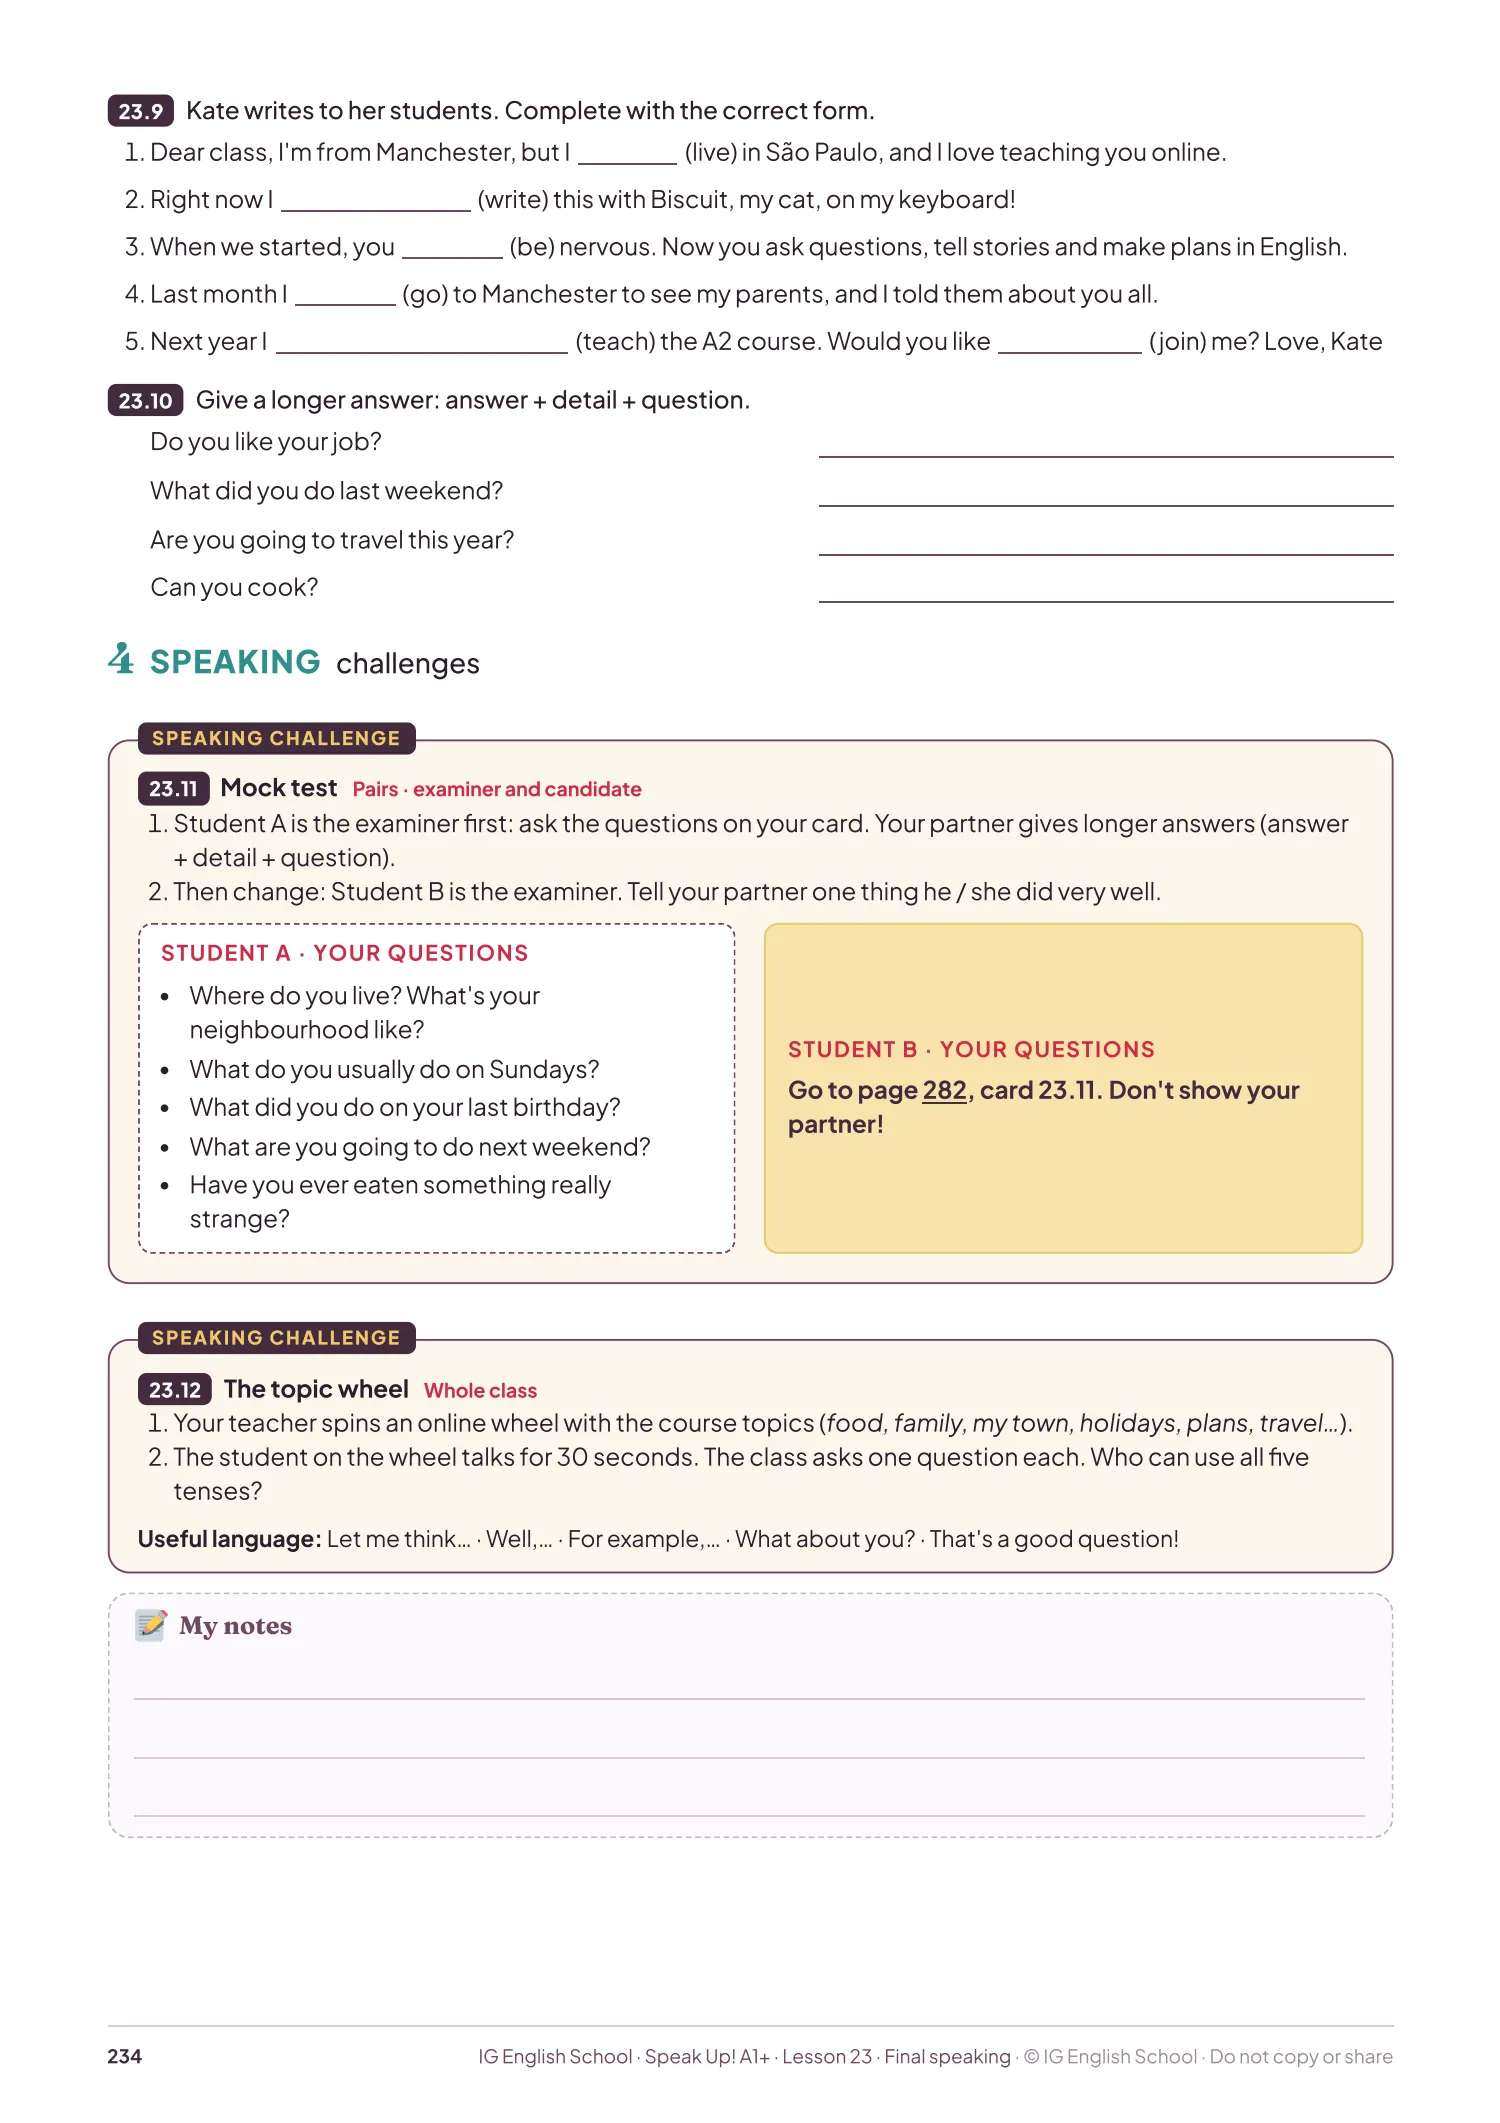 23.9 Kate writes to her students. Complete with the correct form.
1. Dear class, I'm from Manchester, but I ________ (live) in São Paulo, and I love teaching you online.
2. Right now I ________ (write) this with Biscuit, my cat, on my keyboard!
3. When we started, you ________ (be) nervous. Now you ask questions, tell stories and make plans in English.
4. Last month I ________ (go) to Manchester to see my parents, and I told them about you all.
5. Next year I ________ (teach) the A2 course. Would you like ________ (join) me? Love, Kate
23.10 Give a longer answer: answer + detail + question.
Do you like your job?
What did you do last weekend?
Are you going to travel this year?
Can you cook?
4 SPEAKING challenges
SPEAKING CHALLENGE
23.11 Mock test Pairs · examiner and candidate
1. Student A is the examiner first: ask the questions on your card. Your partner gives longer answers (answer
+ detail + question).
2. Then change: Student B is the examiner. Tell your partner one thing he / she did very well.
STUDENT A · YOUR QUESTIONS
• Where do you live? What's your
neighbourhood like?
• What do you usually do on Sundays?
• What did you do on your last birthday?
• What are you going to do next weekend?
• Have you ever eaten something really
strange?
STUDENT B · YOUR QUESTIONS
Go to page 282, card 23.11. Don't show your
partner!
SPEAKING CHALLENGE
23.12 The topic wheel Whole class
1. Your teacher spins an online wheel with the course topics (food, family, my town, holidays, plans, travel…).
2. The student on the wheel talks for 30 seconds. The class asks one question each. Who can use all five
tenses?
Useful language: Let me think… · Well,… · For example,… · What about you? · That's a good question!
My notes
234 IG English School · Speak Up! A1+ · Lesson 23 · Final speaking · © IG English School · Do not copy or share